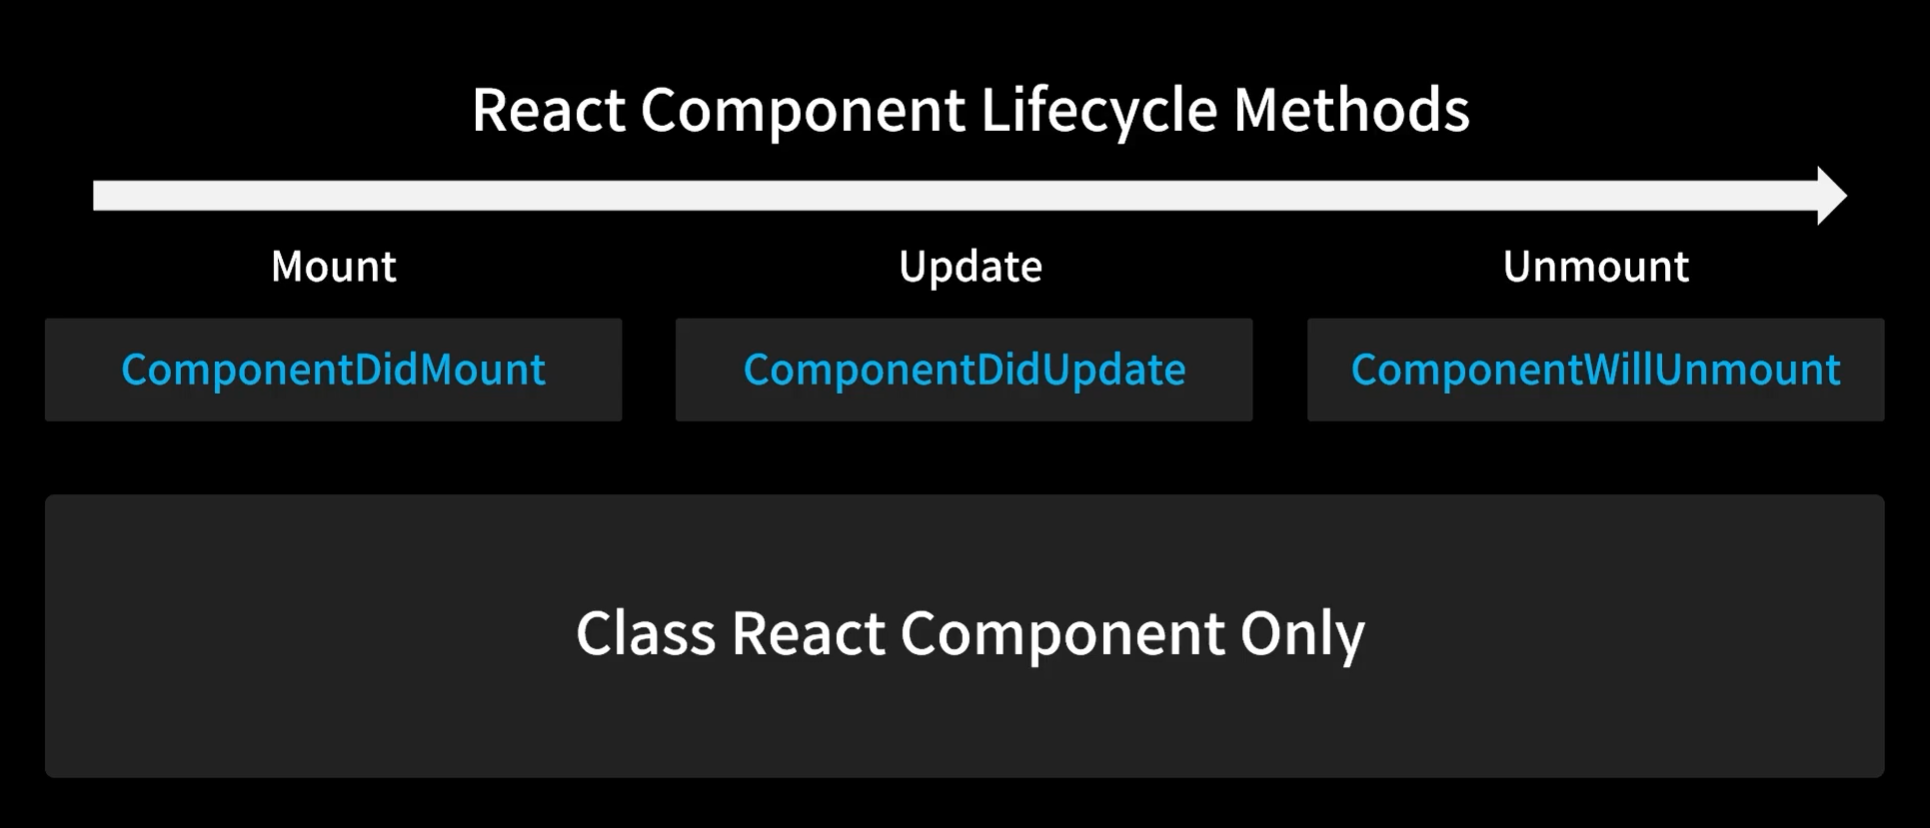 React Component Lifecycle Methods
Mount
Update
Unmount
ComponentDidMount
ComponentDidUpdate
ComponentWillUnmount
Class React Component Only